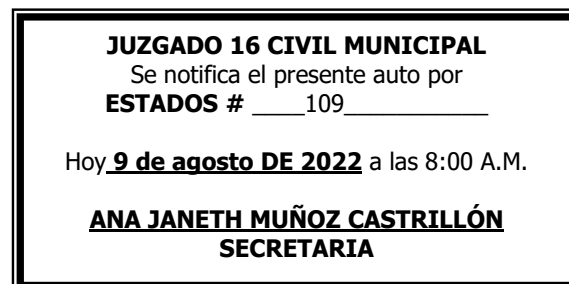 JUZGADO 16 CIVIL MUNICIPAL
Se notifica el presente auto por
ESTADOS # ____109___________
Hoy 9 de agosto DE 2022 a las 8:00 A.M.
ANA JANETH MUÑOZ CASTRILLÓN
SECRETARIA